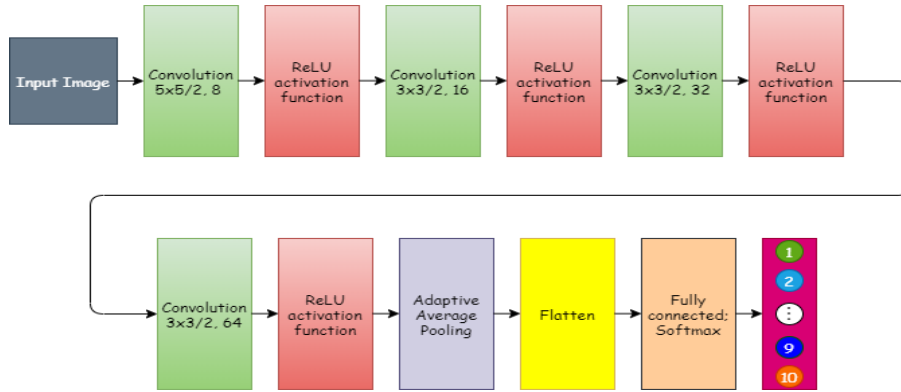 Input Image
Convolution
5x5/2, 8
ReLU
activation
function
Convolution
3x3/2, 16
ReLU
activation
function
Convolution
3x3/2, 32
ReLU
activation
function
Convolution
3x3/2, 64
ReLU
activation
function
Adaptive
Average
Pooling
Flatten
Fully
connected;
Softmax
1
2
⋮
9
10